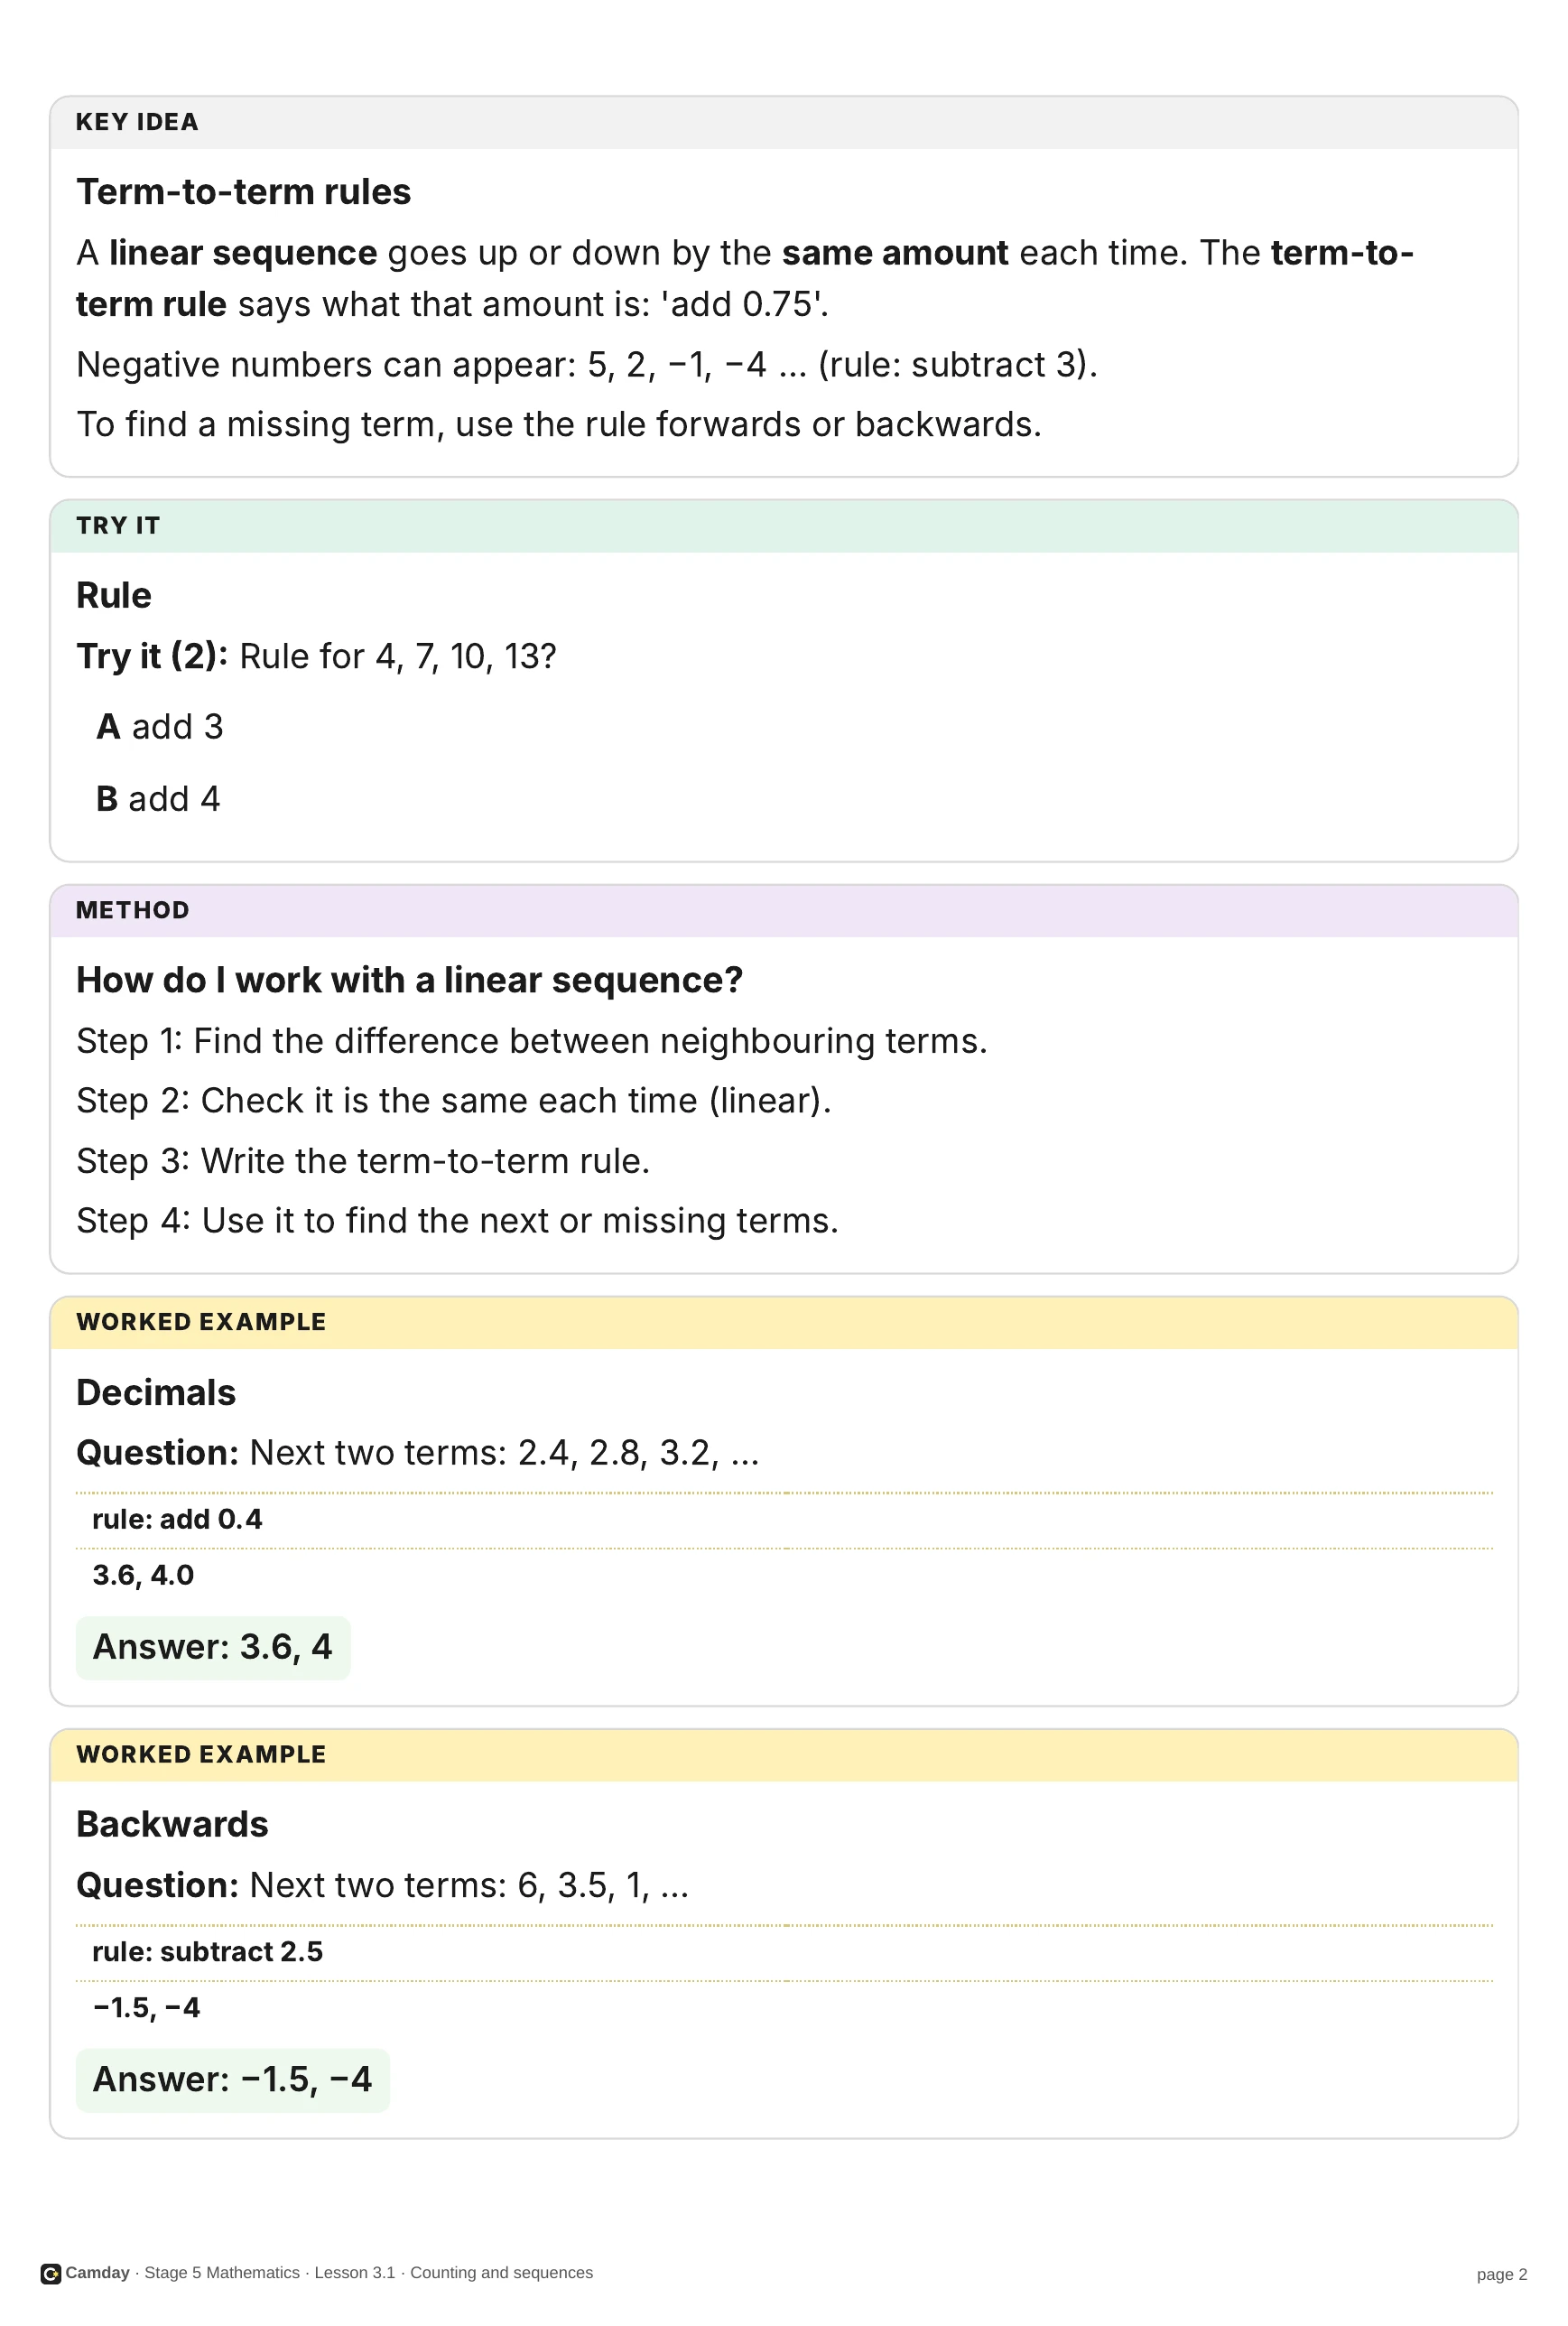 KEY IDEA
Term-to-term rules
A linear sequence goes up or down by the same amount each time. The term-to-
term rule says what that amount is: 'add 0.75'.
Negative numbers can appear: 5, 2, −1, −4 ... (rule: subtract 3).
To find a missing term, use the rule forwards or backwards.
TRY IT
Rule
Try it (2): Rule for 4, 7, 10, 13?
A add 3
B add 4
METHOD
How do I work with a linear sequence?
Step 1: Find the difference between neighbouring terms.
Step 2: Check it is the same each time (linear).
Step 3: Write the term-to-term rule.
Step 4: Use it to find the next or missing terms.
WORKED EXAMPLE
Decimals
Question: Next two terms: 2.4, 2.8, 3.2, ...
rule: add 0.4
3.6, 4.0
Answer: 3.6, 4
WORKED EXAMPLE
Backwards
Question: Next two terms: 6, 3.5, 1, ...
rule: subtract 2.5
−1.5, −4
Answer: −1.5, −4
Camday · Stage 5 Mathematics · Lesson 3.1 · Counting and sequences
page 2